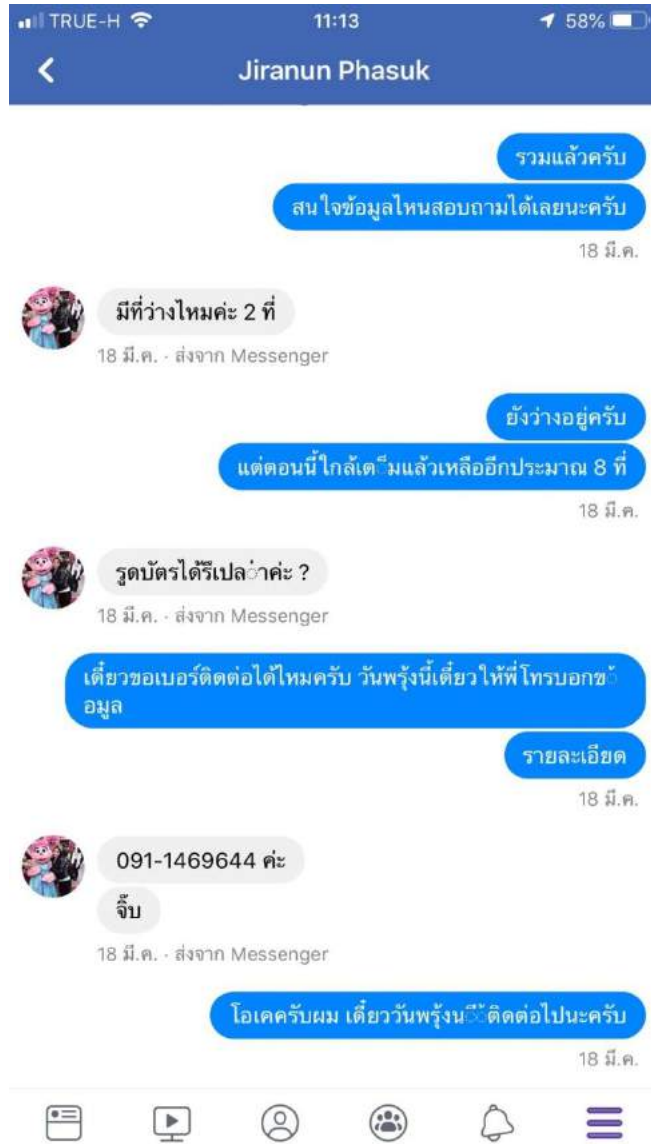 TRUE-H
11:13
58%
Jiranun Phasuk
รวมแล้วครับ
สนใจข้อมูลไหนสอบถามได้เลยนะครับ
18 มี.ค.
มีที่ว่างไหมค่ะ 2 ที่
18 มี.ค. · ส่งจาก Messenger
ยังว่างอยู่ครับ
แต่ตอนนี้ใกล้เต็มแล้วเหลืออีกประมาณ 8 ที่
18 มี.ค.
รูดบัตรได้รึเปล่าค่ะ ?
18 มี.ค. · ส่งจาก Messenger
เดี๋ยวขอเบอร์ติดต่อได้ไหมครับ วันพรุ้งนี้เดี๋ยวให้พี่โทรบอกข้
อมูล
รายละเอียด
18 มี.ค.
091-1469644 ค่ะ
จิ๊บ
18 มี.ค. · ส่งจาก Messenger
โอเคครับผม เดี๋ยววันพรุ้งนี้ติดต่อไปนะครับ
18 มี.ค.